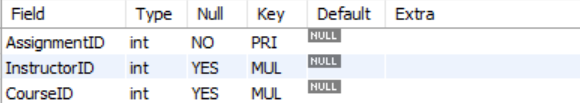 Field Type Null Key Default Extra
AssignmentID int NO PRI NULL
InstructorID int YES MUL NULL
CourseID int YES MUL NULL